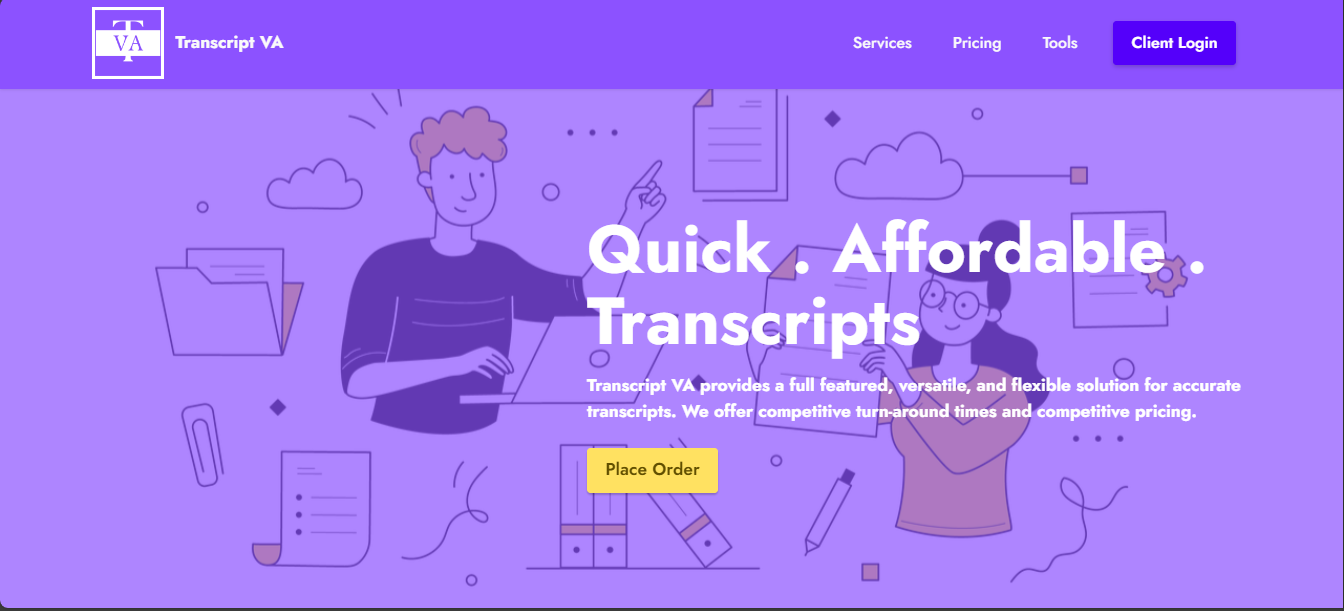 T
VA
Transcript VA
Services
Pricing
Tools
Client Login
Quick . Affordable .
Transcripts
Transcript VA provides a full featured, versatile, and flexible solution for accurate
transcripts. We offer competitive turn-around times and competitive pricing.
Place Order